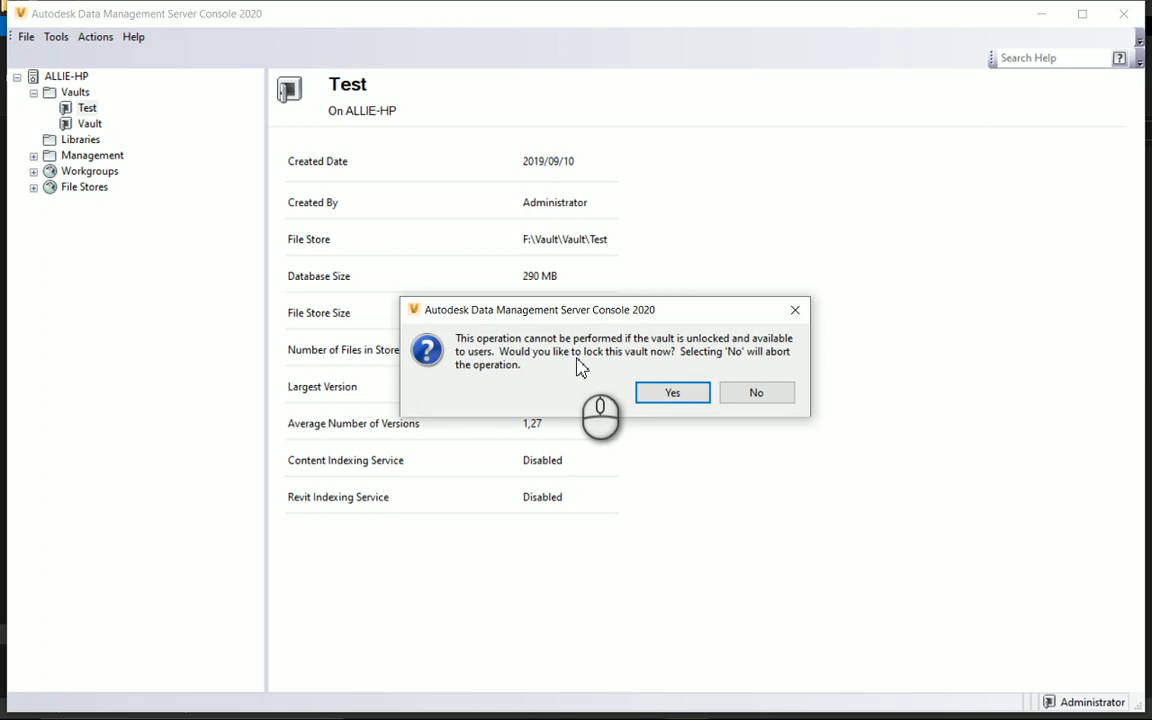 Autodesk Data Management Server Console 2020
File Tools Actions Help
Search Help
ALLIE-HP
Vaults
Test
Vault
Libraries
Management
Workgroups
File Stores
Test
On ALLIE-HP
Created Date 2019/09/10
Created By Administrator
File Store F:\Vault\Vault\Test
Database Size 290 MB
File Store Size
Number of Files in Store
Largest Version
Average Number of Versions 1,27
Content Indexing Service Disabled
Revit Indexing Service Disabled
Autodesk Data Management Server Console 2020
This operation cannot be performed if the vault is unlocked and available
to users. Would you like to lock this vault now? Selecting 'No' will abort
the operation.
Yes No
Administrator